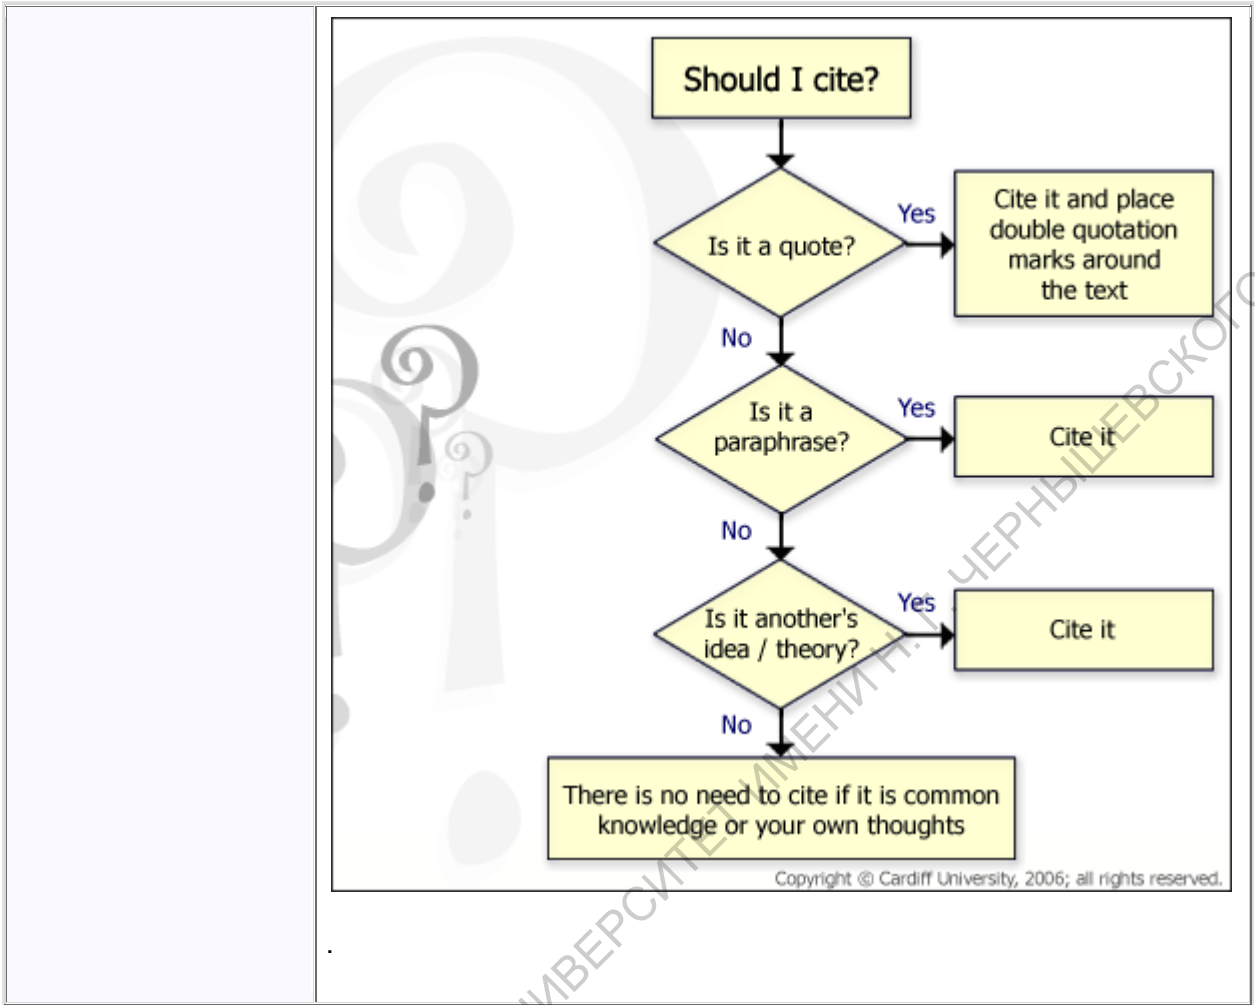 Should I cite?
Is it a quote?
Yes
Cite it and place
double quotation
marks around
the text
No
Is it a
paraphrase?
Yes
Cite it
No
Is it another's
idea / theory?
Yes
Cite it
No
There is no need to cite if it is common
knowledge or your own thoughts
Copyright © Cardiff University, 2006; all rights reserved.
.
ИМЕНИ Н. Г. ЧЕРНЫШЕВСКОГО